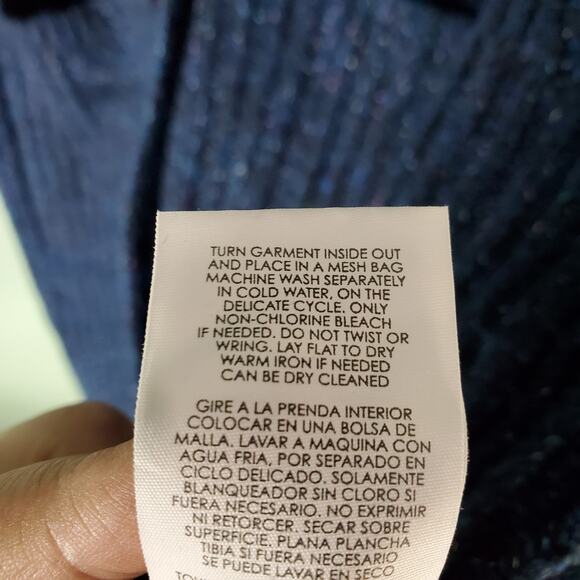 TURN GARMENT INSIDE OUT
AND PLACE IN A MESH BAG
MACHINE WASH SEPARATELY
IN COLD WATER, ON THE
DELICATE CYCLE. ONLY
NON-CHLORINE BLEACH
IF NEEDED. DO NOT TWIST OR
WRING. LAY FLAT TO DRY
WARM IRON IF NEEDED
CAN BE DRY CLEANED
GIRE A LA PRENDA INTERIOR
COLOCAR EN UNA BOLSA DE
MALLA. LAVAR A MAQUINA CON
AGUA FRIA, POR SEPARADO EN
CICLO DELICADO. SOLAMENTE
BLANQUEADOR SIN CLORO SI
FUERA NECESARIO. NO EXPRIMIR
NI RETORCER. SECAR SOBRE
SUPERFICIE. PLANA PLANCHA
TIBIA SI FUERA NECESARIO
SE PUEDE LAVAR EN SECO